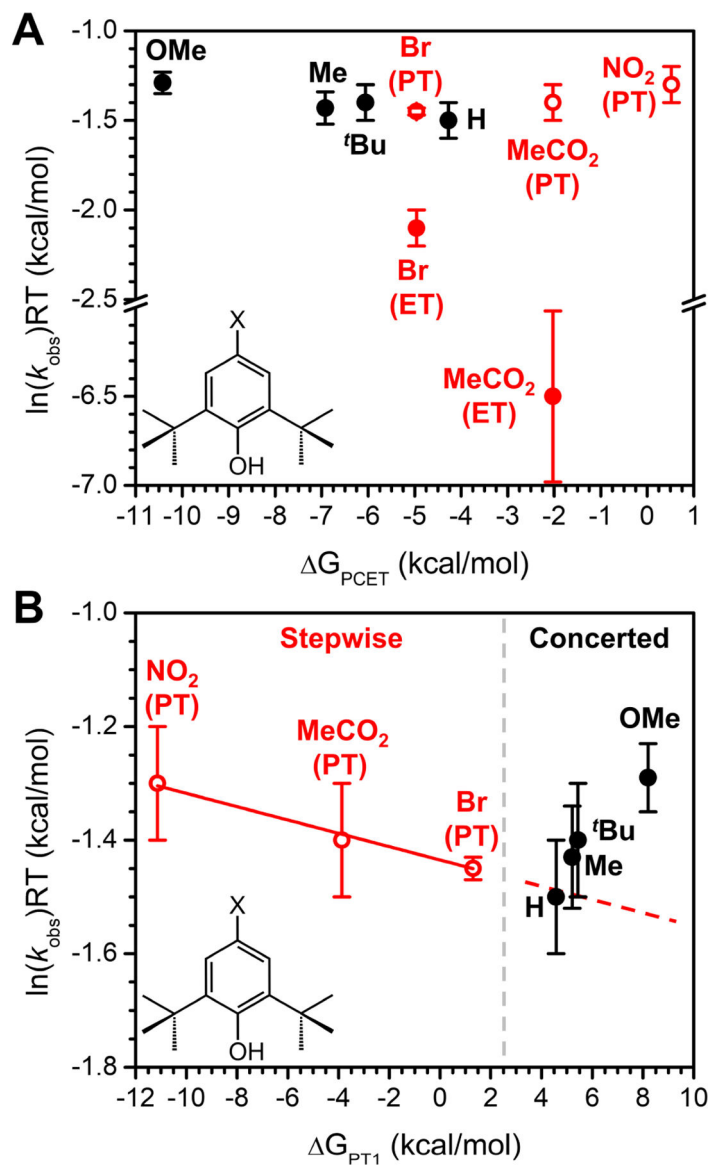 A
-1.0
-1.5
-2.0
-2.5
-6.5
-7.0
ln(k_obs)RT (kcal/mol)
OMe
Me
ᵗBu
Br
(PT)
H
NO₂
(PT)
MeCO₂
(PT)
Br
(ET)
MeCO₂
(ET)
X
OH
-11 -10 -9 -8 -7 -6 -5 -4 -3 -2 -1 0 1
ΔG_PCET (kcal/mol)
B
-1.0
-1.2
-1.4
-1.6
-1.8
ln(k_obs)RT (kcal/mol)
Stepwise
Concerted
NO₂
(PT)
MeCO₂
(PT)
Br
(PT)
OMe
ᵗBu
Me
H
X
OH
-12 -10 -8 -6 -4 -2 0 2 4 6 8 10
ΔG_PT1 (kcal/mol)